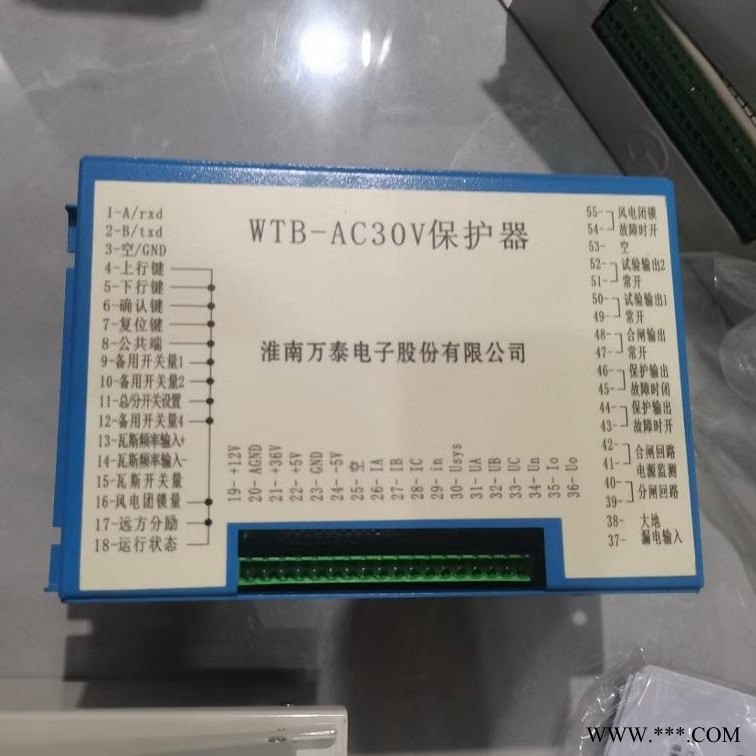 WTB-AC30V保护器
淮南万泰电子股份有限公司
1-A/rxd
2-B/txd
3-空/GND
4-上行键
5-下行键
6-确认键
7-复位键
8-公共端
9-备用开关量1
10-备用开关量2
11-总/分开关设置
12-备用开关量4
13-瓦斯频率输入+
14-瓦斯频率输入-
15-瓦斯开关量
16-风电团锁量
17-远方分励
18-运行状态
19-+12V
20-AGND
21-+36V
22-+5V
23-GND
24--5V
25-空
26-IA
27-IB
28-IC
29-in
30-Usys
31-UA
32-UB
33-UC
34-Un
35-Io
36-Uo
55-风电闭锁
54-故障时开
53- 空
52-试验输出2
51-常开
50-试验输出1
49-常开
48-合闸输出
47-常开
46-保护输出
45-故障时闭
44-保护输出
43-故障时开
42-合闸回路
41-电源监测
40-分闸回路
39-
38- 大地
37-漏电输入
WWW.***.COM